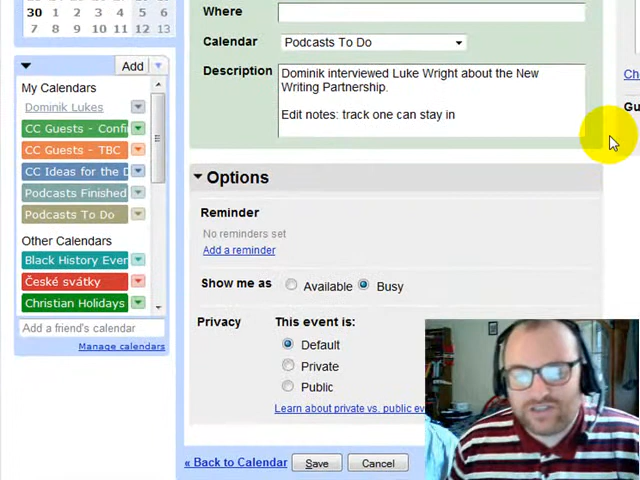 30 1 2 3 4 5 6
7 8 9 10 11 12 13
Add
My Calendars
Dominik Lukes
CC Guests - Confi
CC Guests - TBC
CC Ideas for the D
Podcasts Finished
Podcasts To Do
Other Calendars
Black History Ever
České svátky
Christian Holidays
Add a friend's calendar
Manage calendars
Where
Calendar
Podcasts To Do
Description
Dominik interviewed Luke Wright about the New
Writing Partnership.
Edit notes: track one can stay in
Options
Reminder
No reminders set
Add a reminder
Show me as
Available
Busy
Privacy
This event is:
Default
Private
Public
Learn about private vs. public ev
« Back to Calendar
Save
Cancel
Ch
Gu